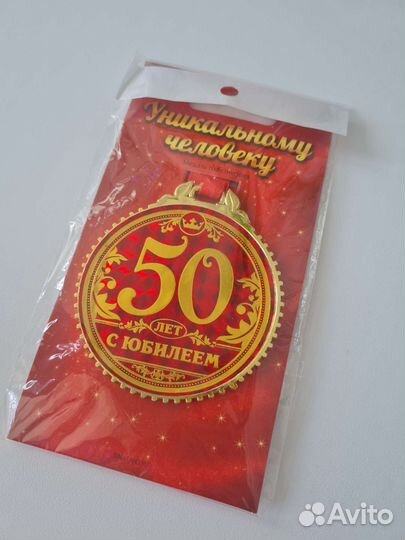 Уникальному
человеку
50
ЛЕТ
С ЮБИЛЕЕМ
Avito